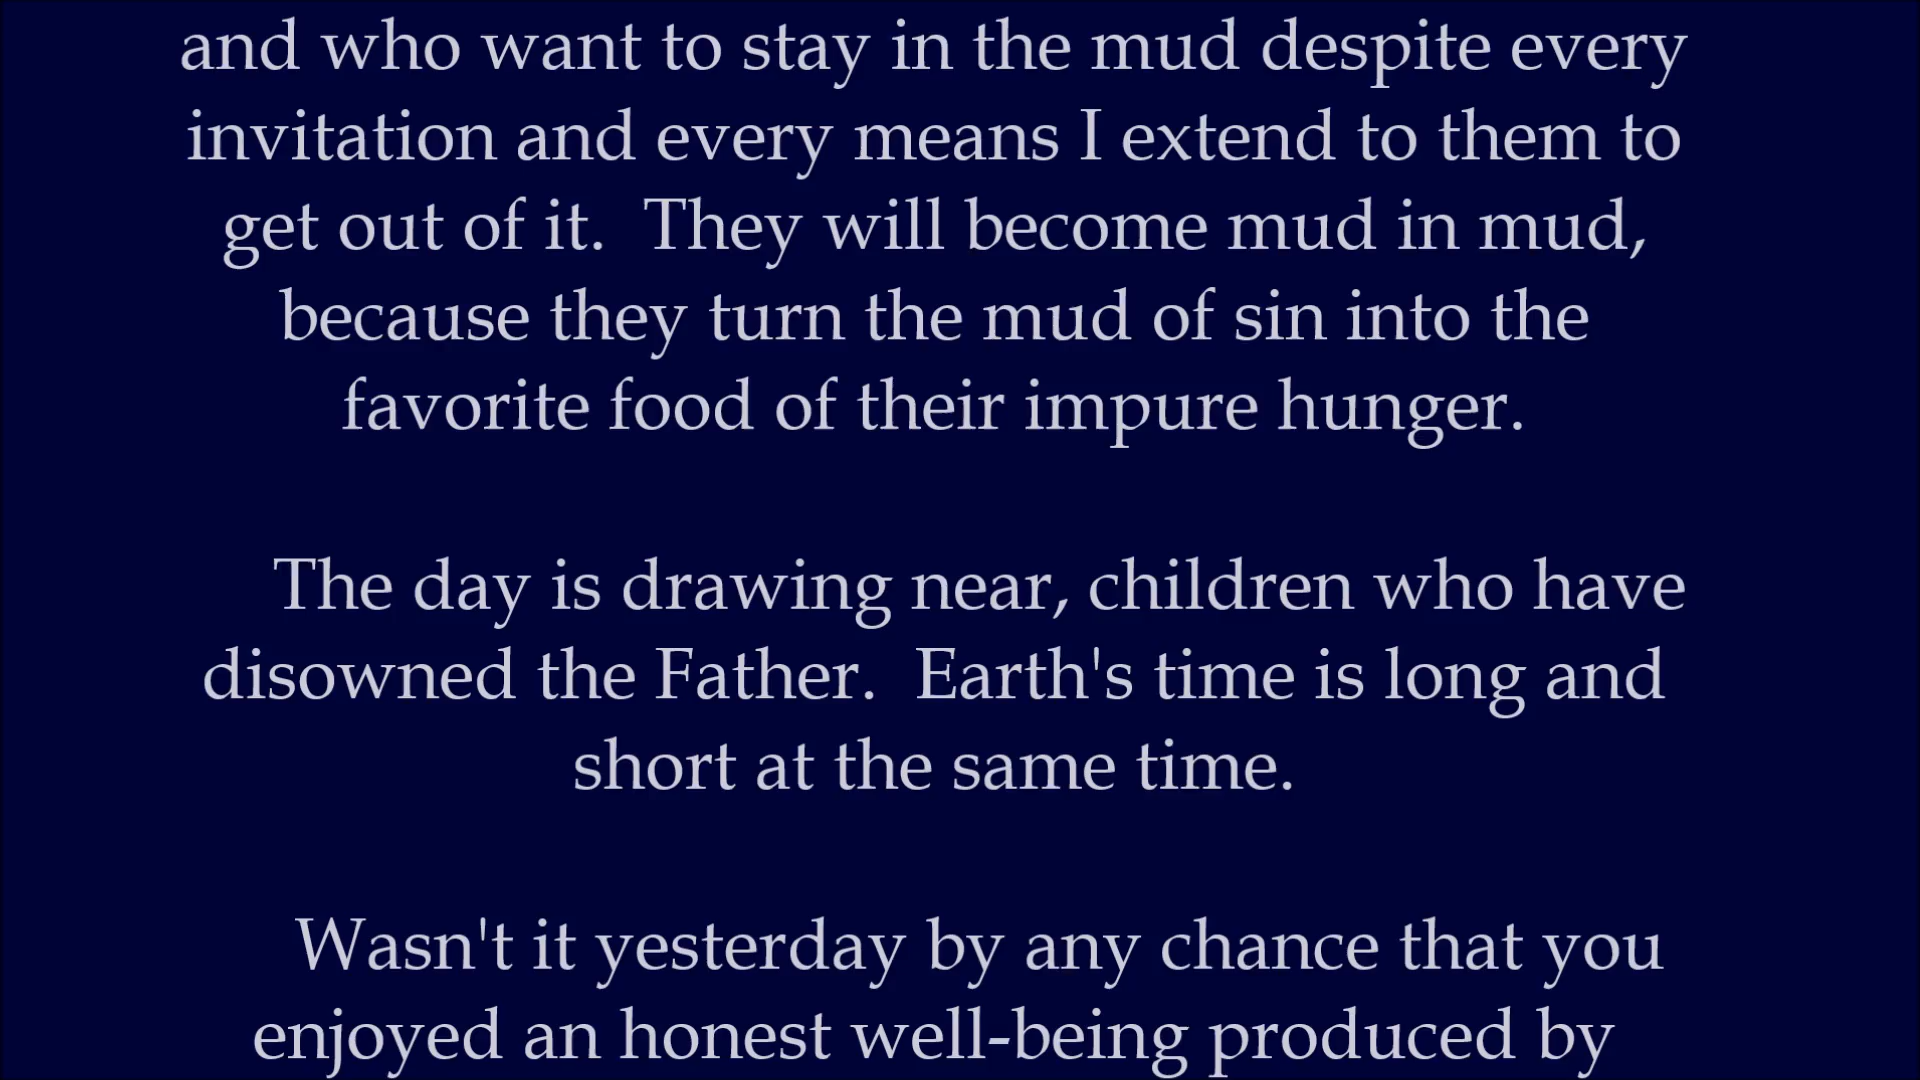 and who want to stay in the mud despite every
invitation and every means I extend to them to
get out of it.  They will become mud in mud,
because they turn the mud of sin into the
favorite food of their impure hunger.
The day is drawing near, children who have
disowned the Father.  Earth's time is long and
short at the same time.
Wasn't it yesterday by any chance that you
enjoyed an honest well-being produced by